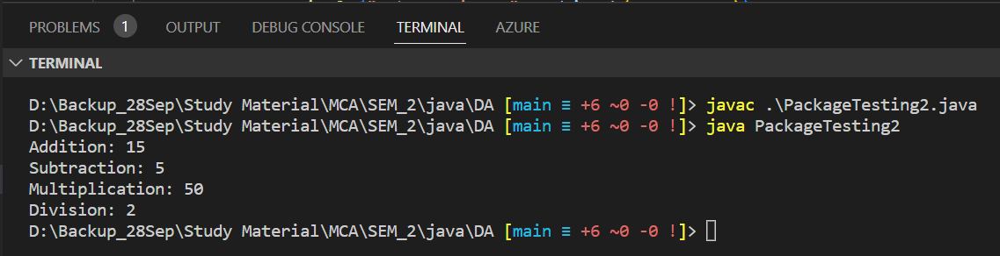 PROBLEMS 1 OUTPUT DEBUG CONSOLE TERMINAL AZURE
TERMINAL
D:\Backup_28Sep\Study Material\MCA\SEM_2\java\DA [main ≡ +6 ~0 -0 !]> javac .\PackageTesting2.java
D:\Backup_28Sep\Study Material\MCA\SEM_2\java\DA [main ≡ +6 ~0 -0 !]> java PackageTesting2
Addition: 15
Subtraction: 5
Multiplication: 50
Division: 2
D:\Backup_28Sep\Study Material\MCA\SEM_2\java\DA [main ≡ +6 ~0 -0 !]>